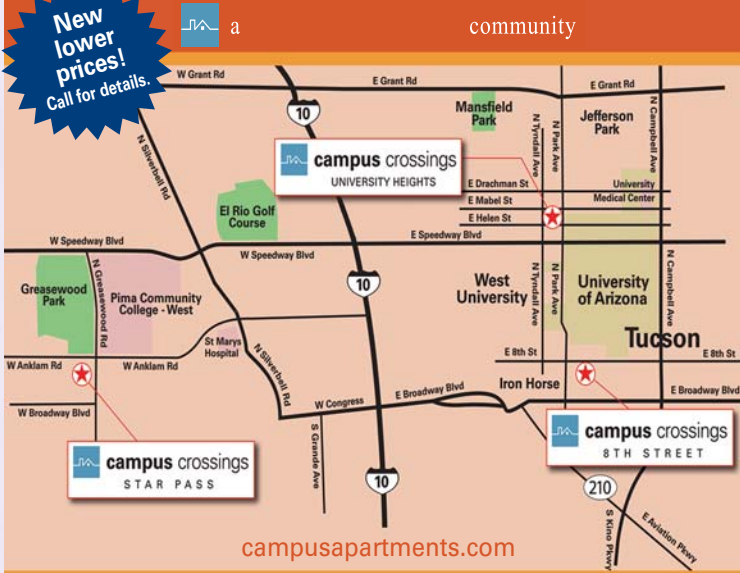 New
lower
prices!
Call for details.
a community
W Grant Rd
E Grant Rd
E Grant Rd
10
Mansfield
Park
Jefferson
Park
N Tyndall Ave
N Park Ave
N Campbell Ave
N Silverbell Rd
campus crossings
UNIVERSITY HEIGHTS
E Drachman St
E Mabel St
E Helen St
University
Medical Center
El Rio Golf
Course
E Speedway Blvd
W Speedway Blvd
W Speedway Blvd
10
Greasewood
Park
N Greasewood Rd
Pima Community
College - West
West
University
N Tyndall Ave
N Park Ave
University
of Arizona
N Campbell Ave
Tucson
St Marys
Hospital
N Silverbell Rd
W Anklam Rd
W Anklam Rd
E 8th St
E 8th St
Iron Horse
E Broadway Blvd
E Broadway Blvd
W Congress
W Broadway Blvd
S Grande Ave
campus crossings
STAR PASS
campus crossings
8TH STREET
10
210
S Kino Pkwy
E Aviation Pkwy
campusapartments.com